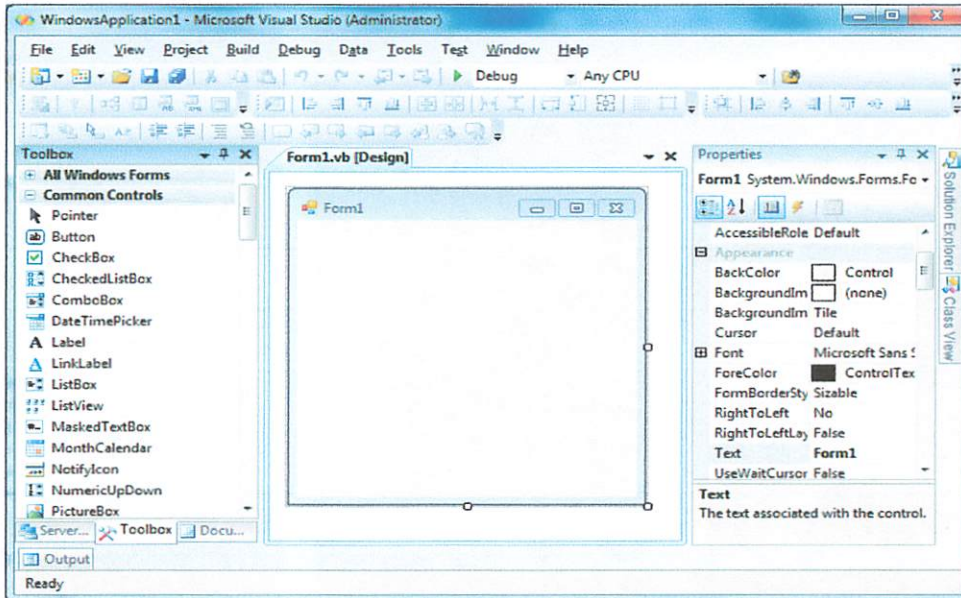 WindowsApplication1 - Microsoft Visual Studio (Administrator)
File Edit View Project Build Debug Data Tools Test Window Help
Debug Any CPU
Toolbox
All Windows Forms
Common Controls
Pointer
Button
CheckBox
CheckedListBox
ComboBox
DateTimePicker
Label
LinkLabel
ListBox
ListView
MaskedTextBox
MonthCalendar
NotifyIcon
NumericUpDown
PictureBox
Server... Toolbox Docu...
Form1.vb [Design]
Form1
Properties
Form1 System.Windows.Forms.Fo
AccessibleRole Default
Appearance
BackColor Control
BackgroundIm (none)
BackgroundIm Tile
Cursor Default
Font Microsoft Sans S
ForeColor ControlTex
FormBorderSty Sizable
RightToLeft No
RightToLeftLay False
Text Form1
UseWaitCursor False
Text
The text associated with the control.
Solution Explorer
Class View
Output
Ready